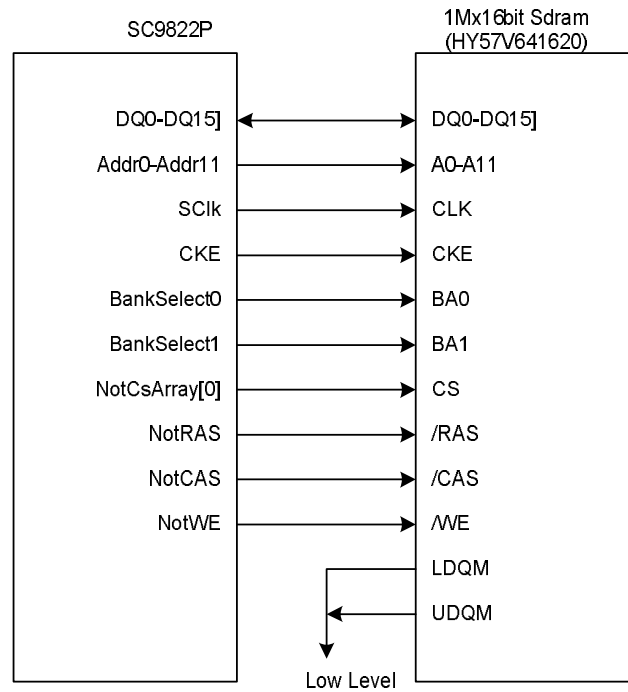 SC9822P
1Mx16bit Sdram
(HY57V641620)
DQ0-DQ15] DQ0-DQ15]
Addr0-Addr11 A0-A11
SClk CLK
CKE CKE
BankSelect0 BA0
BankSelect1 BA1
NotCsArray[0] CS
NotRAS /RAS
NotCAS /CAS
NotWE /WE
LDQM
UDQM
Low Level